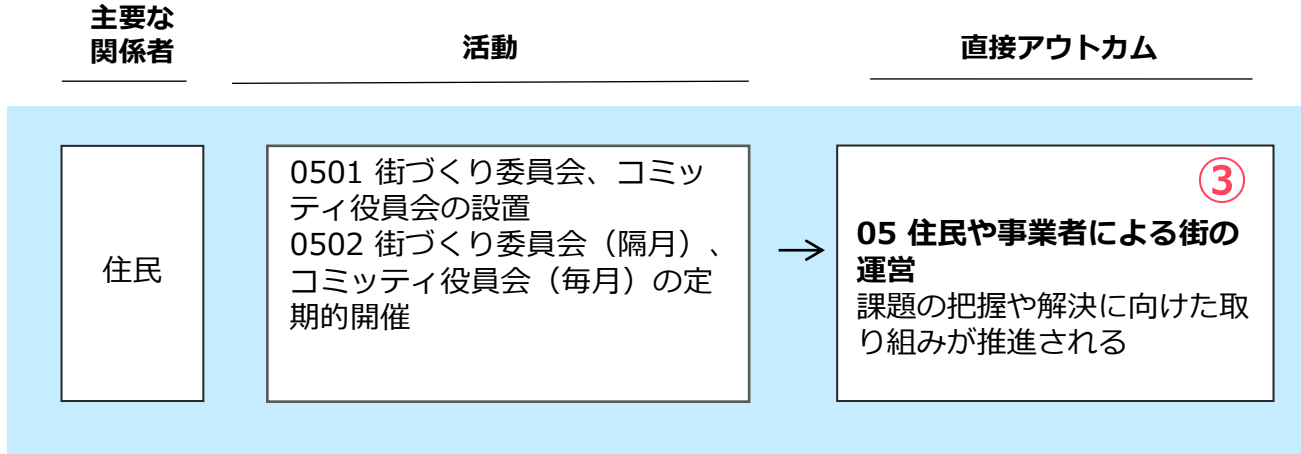 主要な
関係者
活動
直接アウトカム
住民
0501 街づくり委員会、コミッ
ティ役員会の設置
0502 街づくり委員会（隔月）、
コミッティ役員会（毎月）の定
期的開催
→
③
05 住民や事業者による街の
運営
課題の把握や解決に向けた取
り組みが推進される